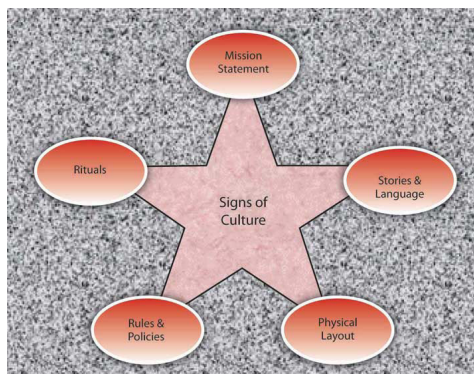 Mission
Statement
Rituals
Stories &
Language
Signs of
Culture
Rules &
Policies
Physical
Layout